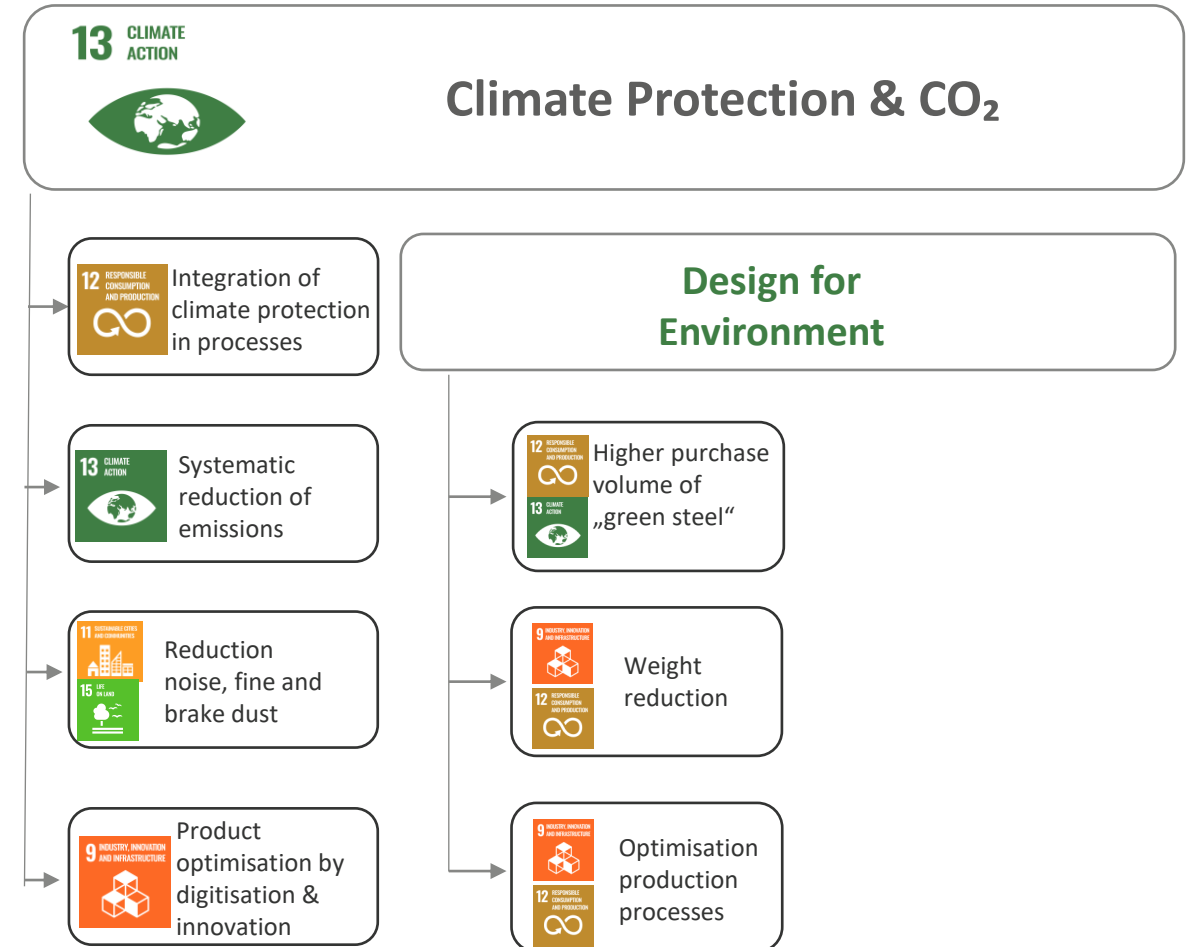 13 CLIMATE
ACTION
Climate Protection & CO₂
12 RESPONSIBLE
CONSUMPTION
AND PRODUCTION
Integration of
climate protection
in processes
Design for
Environment
13 CLIMATE
ACTION
Systematic
reduction of
emissions
12 RESPONSIBLE
CONSUMPTION
AND PRODUCTION
13 CLIMATE
ACTION
Higher purchase
volume of
„green steel“
11 SUSTAINABLE CITIES
AND COMMUNITIES
15 LIFE
ON LAND
Reduction
noise, fine and
brake dust
9 INDUSTRY, INNOVATION
AND INFRASTRUCTURE
12 RESPONSIBLE
CONSUMPTION
AND PRODUCTION
Weight
reduction
9 INDUSTRY, INNOVATION
AND INFRASTRUCTURE
Product
optimisation by
digitisation &
innovation
9 INDUSTRY, INNOVATION
AND INFRASTRUCTURE
12 RESPONSIBLE
CONSUMPTION
AND PRODUCTION
Optimisation
production
processes